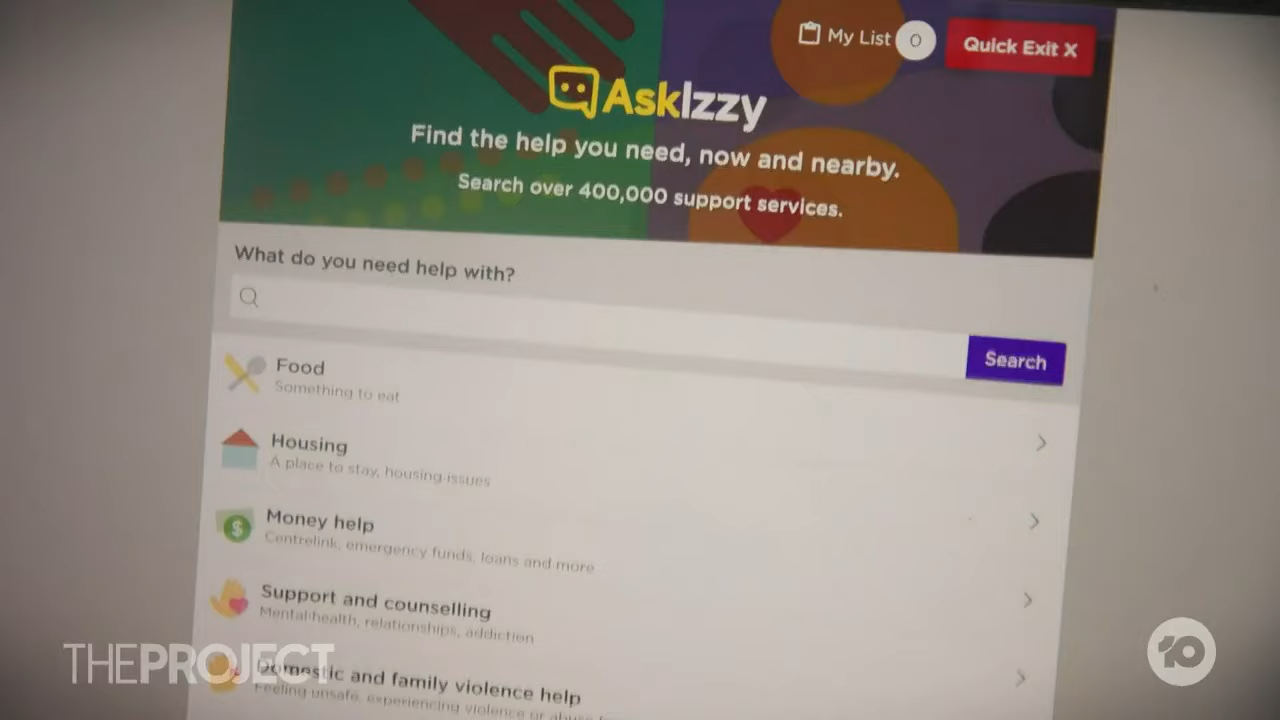 My List 0
Quick Exit X
AskIzzy
Find the help you need, now and nearby.
Search over 400,000 support services.
What do you need help with?
Search
Food
Something to eat
Housing
A place to stay, housing issues
Money help
Centrelink, emergency funds, loans and more
Support and counselling
Mental health, relationships, addiction
Domestic and family violence help
Feeling unsafe, experiencing violence or abuse
THEPROJECT
10